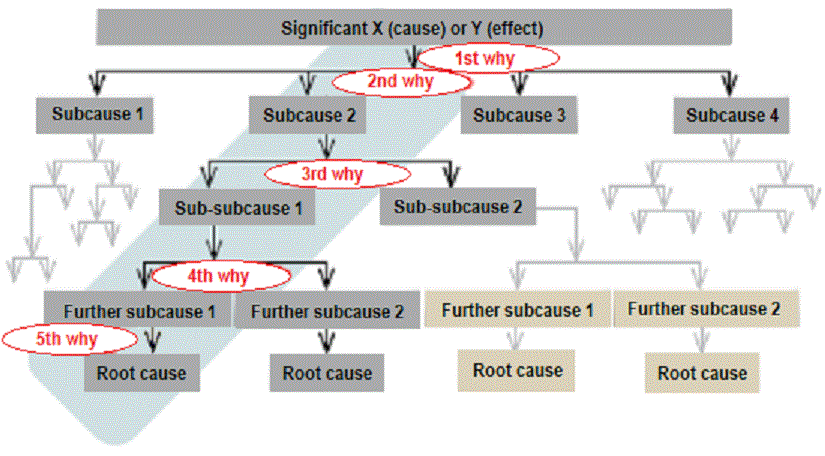 Significant X (cause) or Y (effect)
1st why
2nd why
Subcause 1
Subcause 2
Subcause 3
Subcause 4
3rd why
Sub-subcause 1
Sub-subcause 2
4th why
Further subcause 1
Further subcause 2
Further subcause 1
Further subcause 2
5th why
Root cause
Root cause
Root cause
Root cause